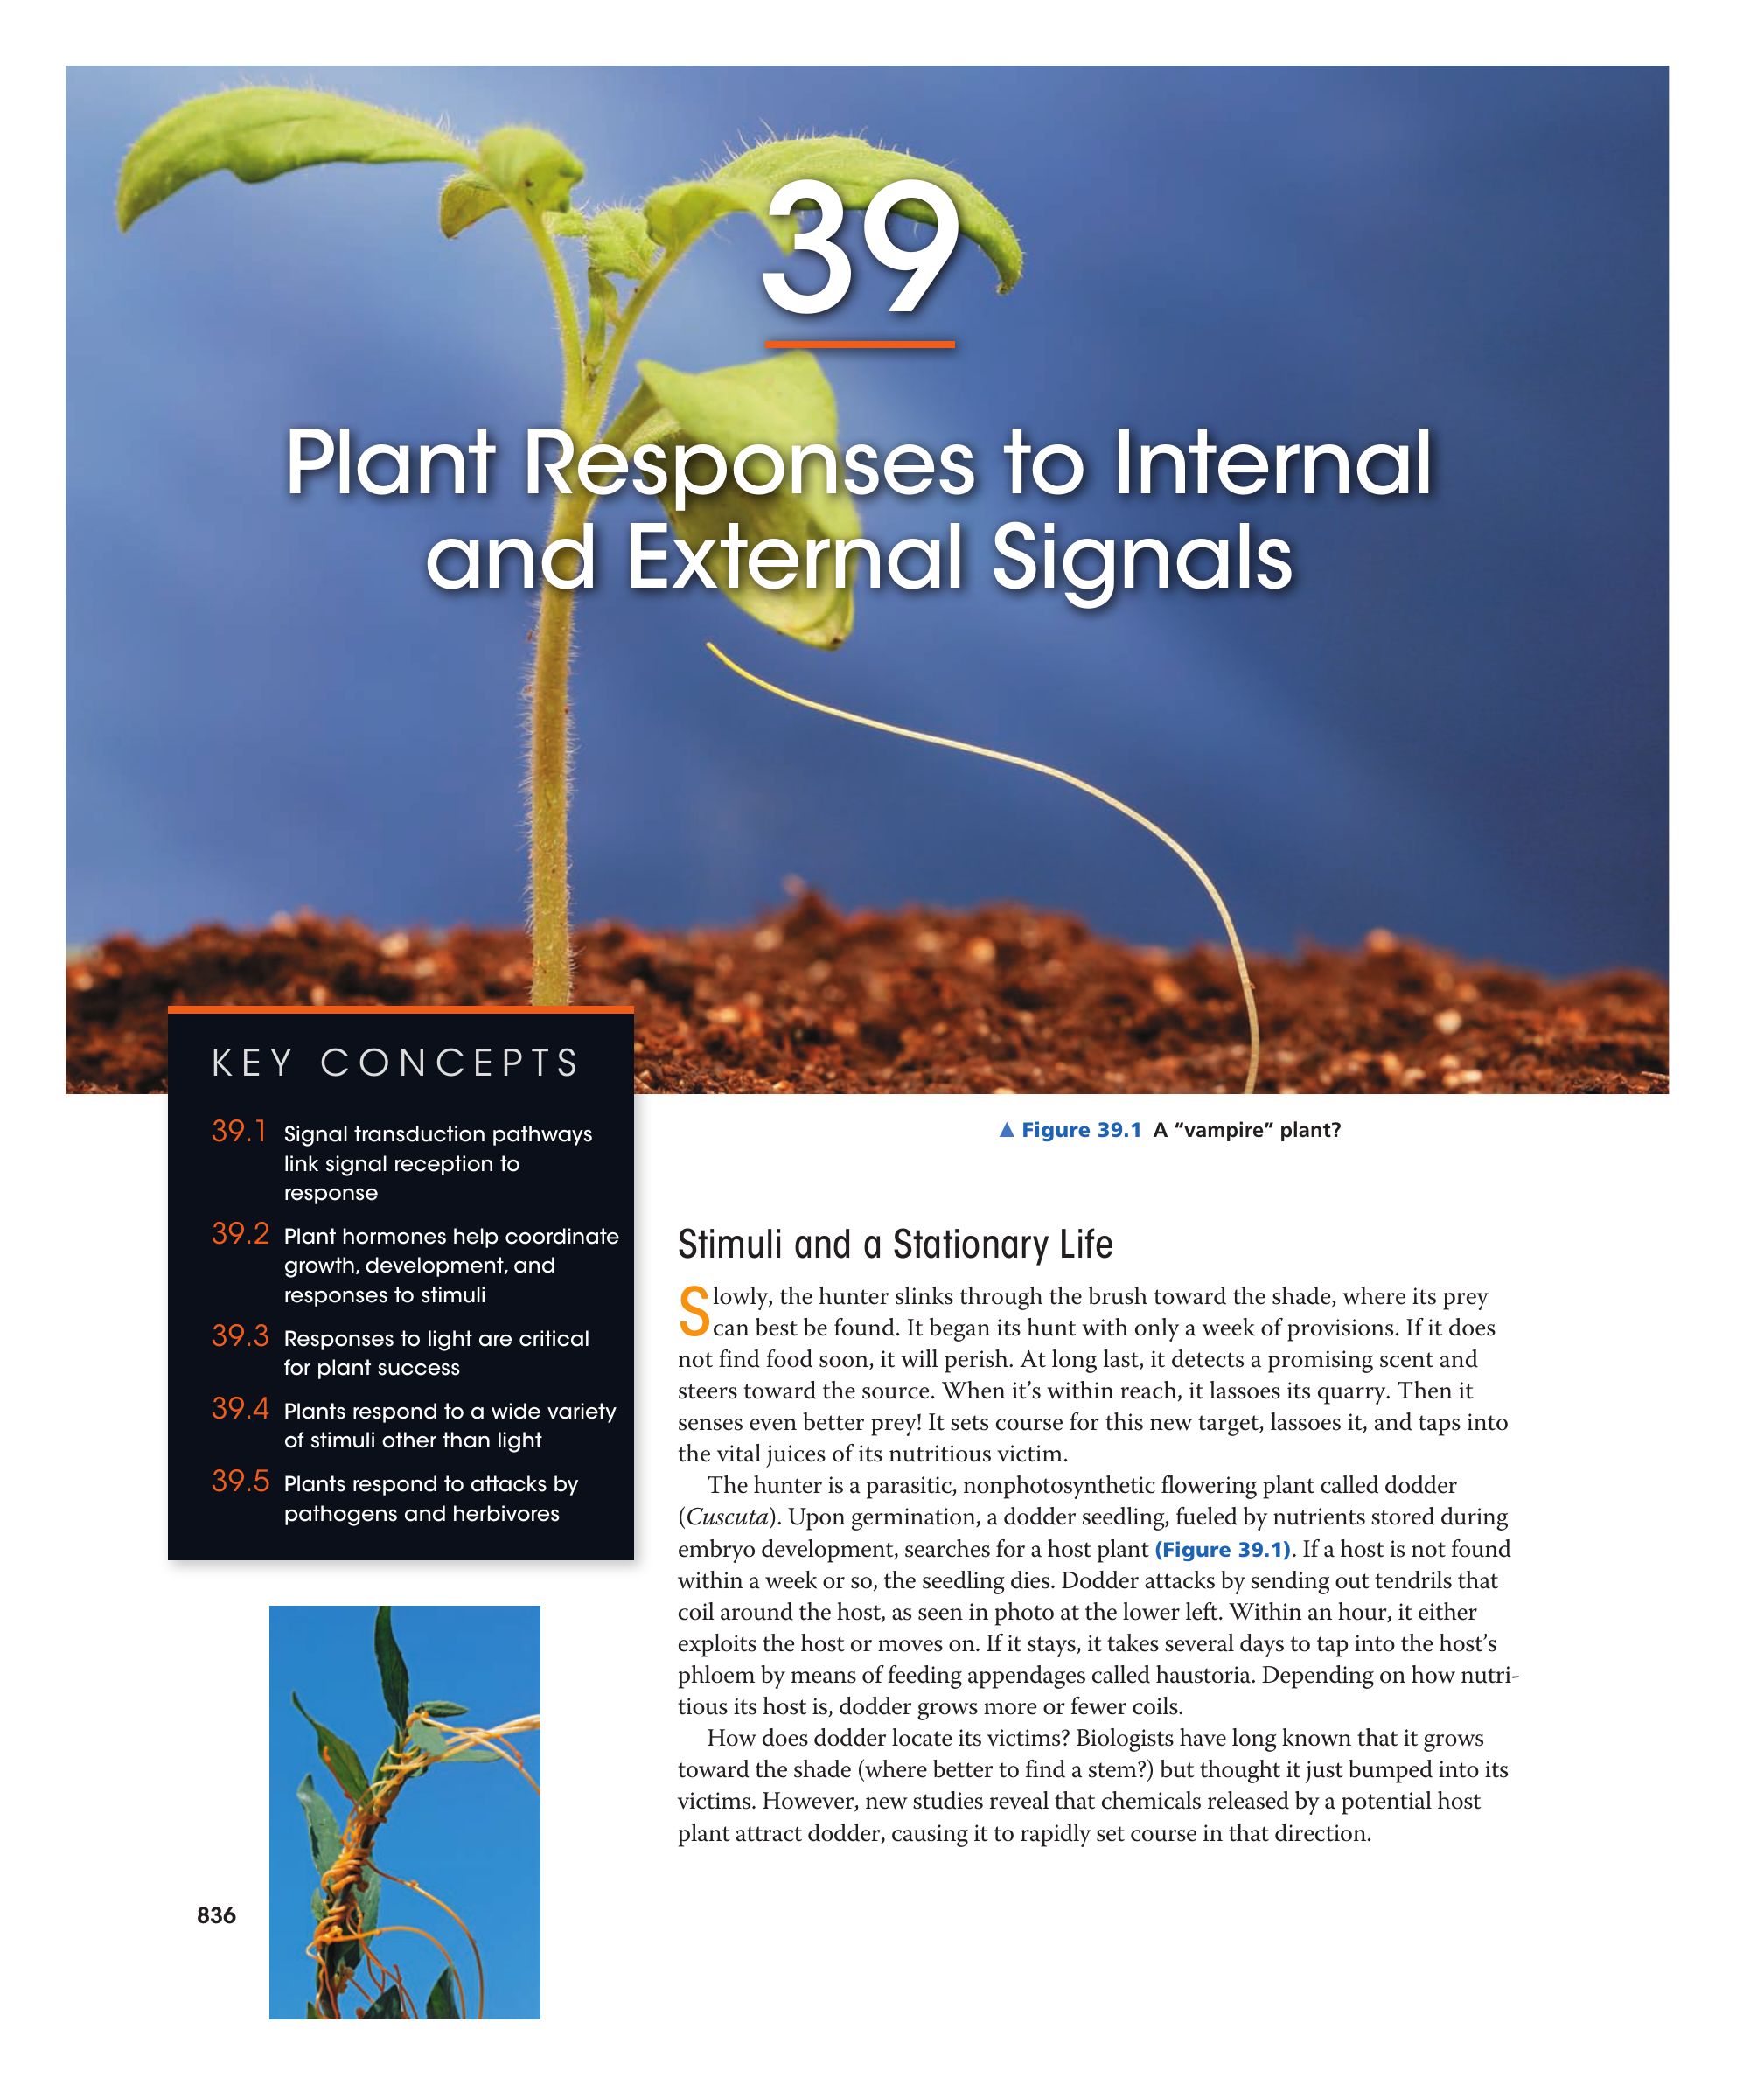 39
Plant Responses to Internal
and External Signals
KEY CONCEPTS
39.1 Signal transduction pathways
link signal reception to
response
39.2 Plant hormones help coordinate
growth, development, and
responses to stimuli
39.3 Responses to light are critical
for plant success
39.4 Plants respond to a wide variety
of stimuli other than light
39.5 Plants respond to attacks by
pathogens and herbivores
▲ Figure 39.1 A “vampire” plant?
Stimuli and a Stationary Life
Slowly, the hunter slinks through the brush toward the shade, where its prey
can best be found. It began its hunt with only a week of provisions. If it does
not find food soon, it will perish. At long last, it detects a promising scent and
steers toward the source. When it’s within reach, it lassoes its quarry. Then it
senses even better prey! It sets course for this new target, lassoes it, and taps into
the vital juices of its nutritious victim.
The hunter is a parasitic, nonphotosynthetic flowering plant called dodder
(Cuscuta). Upon germination, a dodder seedling, fueled by nutrients stored during
embryo development, searches for a host plant (Figure 39.1). If a host is not found
within a week or so, the seedling dies. Dodder attacks by sending out tendrils that
coil around the host, as seen in photo at the lower left. Within an hour, it either
exploits the host or moves on. If it stays, it takes several days to tap into the host’s
phloem by means of feeding appendages called haustoria. Depending on how nutri-
tious its host is, dodder grows more or fewer coils.
How does dodder locate its victims? Biologists have long known that it grows
toward the shade (where better to find a stem?) but thought it just bumped into its
victims. However, new studies reveal that chemicals released by a potential host
plant attract dodder, causing it to rapidly set course in that direction.
836